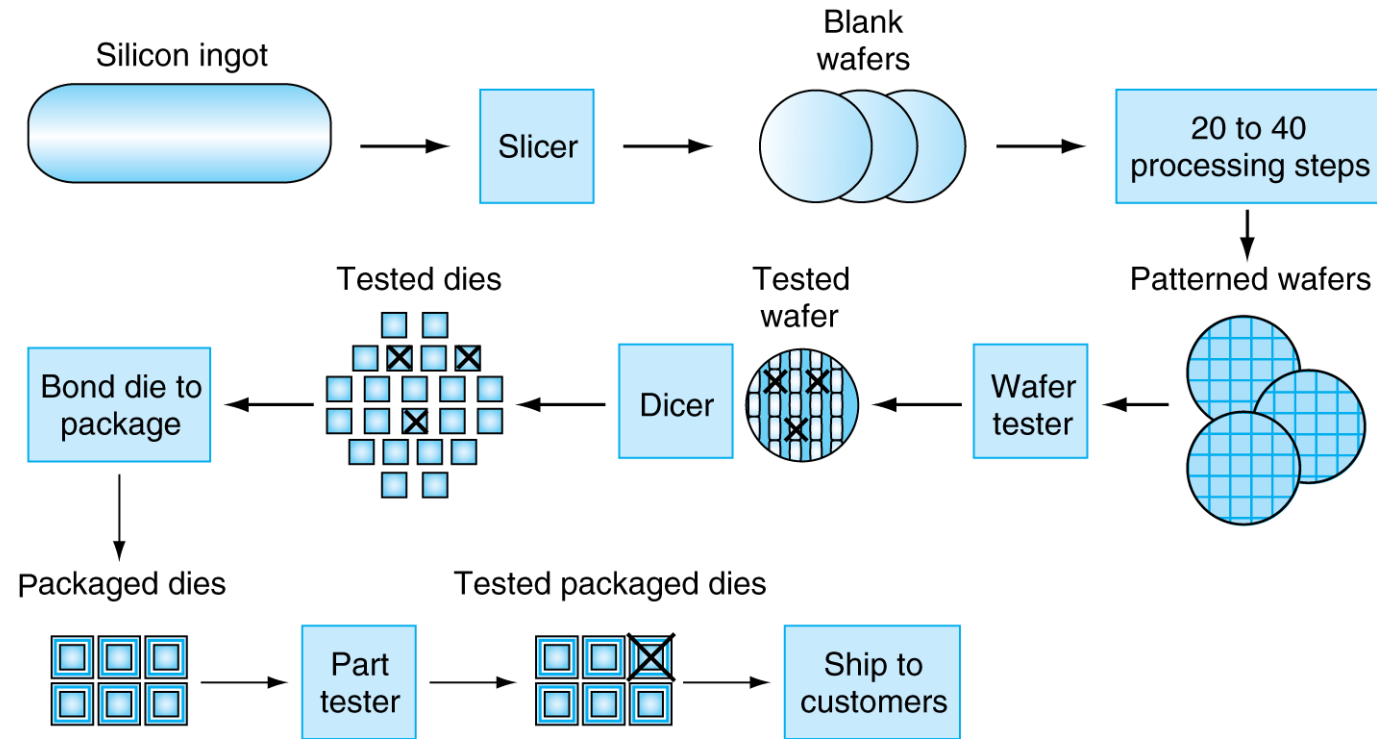 Silicon ingot
Slicer
Blank
wafers
20 to 40
processing steps
Patterned wafers
Wafer
tester
Tested
wafer
Dicer
Tested dies
Bond die to
package
Packaged dies
Part
tester
Tested packaged dies
Ship to
customers